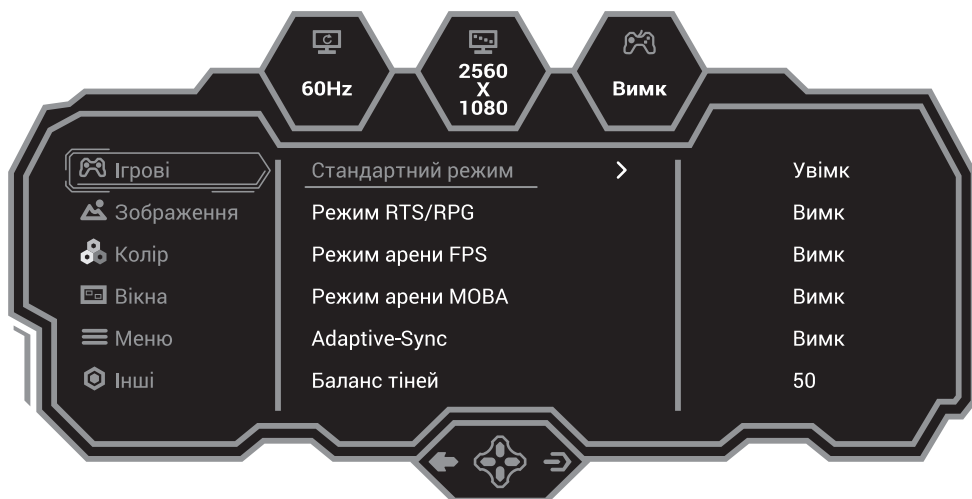 60Hz
2560
X
1080
Вимк
Ігрові
Стандартний режим
Увімк
Зображення
Режим RTS/RPG
Вимк
Колір
Режим арени FPS
Вимк
Вікна
Режим арени MOBA
Вимк
Меню
Adaptive-Sync
Вимк
Інші
Баланс тіней
50